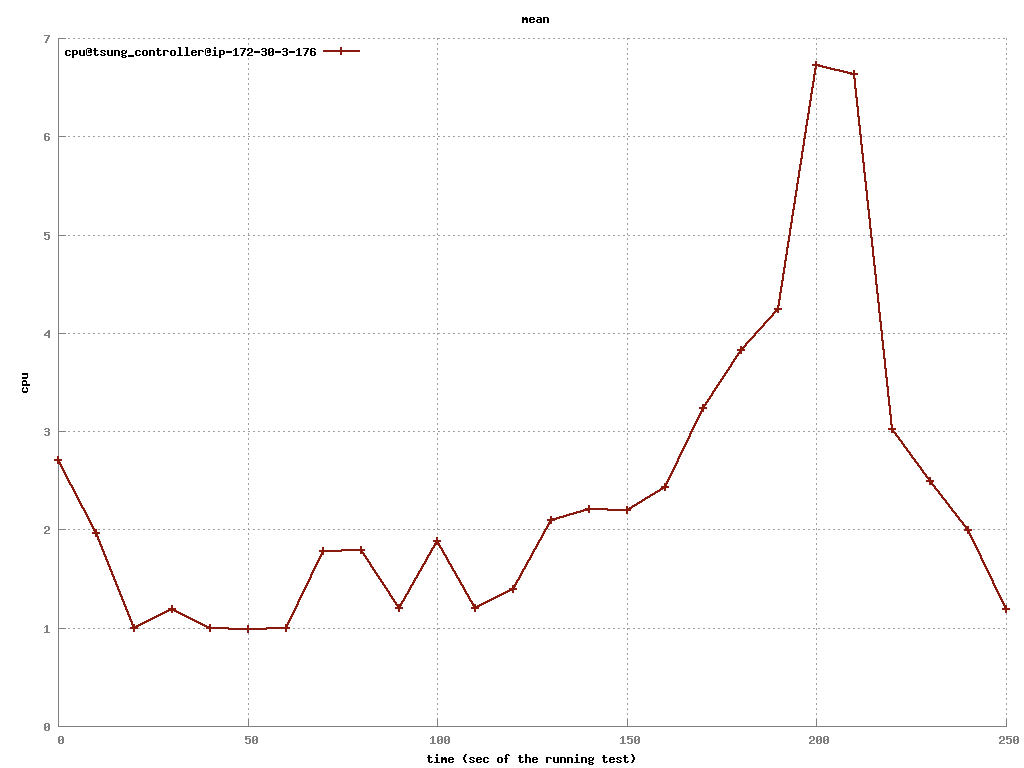 mean
7
cpu@tsung_controller@ip-172-30-3-176
6
5
4
cpu
3
2
1
0
0 50 100 150 200 250
time (sec of the running test)